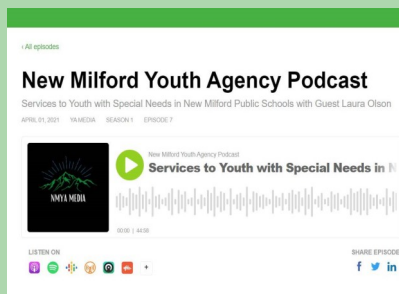 ‹ All episodes
New Milford Youth Agency Podcast
Services to Youth with Special Needs in New Milford Public Schools with Guest Laura Olson
APRIL 01, 2021 YA MEDIA SEASON 1 EPISODE 7
New Milford Youth Agency Podcast
Services to Youth with Special Needs in N
NMYA MEDIA
00:00 | 44:56
LISTEN ON
SHARE EPISODE
+
f in